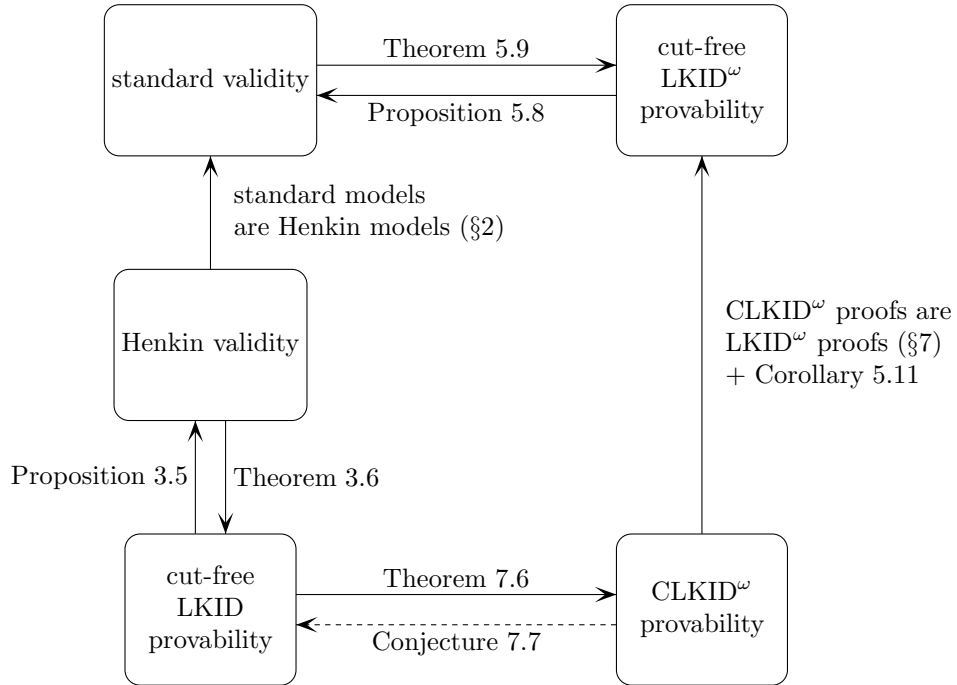 standard validity
Theorem 5.9
Proposition 5.8
cut-free
LKID^ω
provability
standard models
are Henkin models (§2)
Henkin validity
CLKID^ω proofs are
LKID^ω proofs (§7)
+ Corollary 5.11
Proposition 3.5
Theorem 3.6
cut-free
LKID
provability
Theorem 7.6
Conjecture 7.7
CLKID^ω
provability